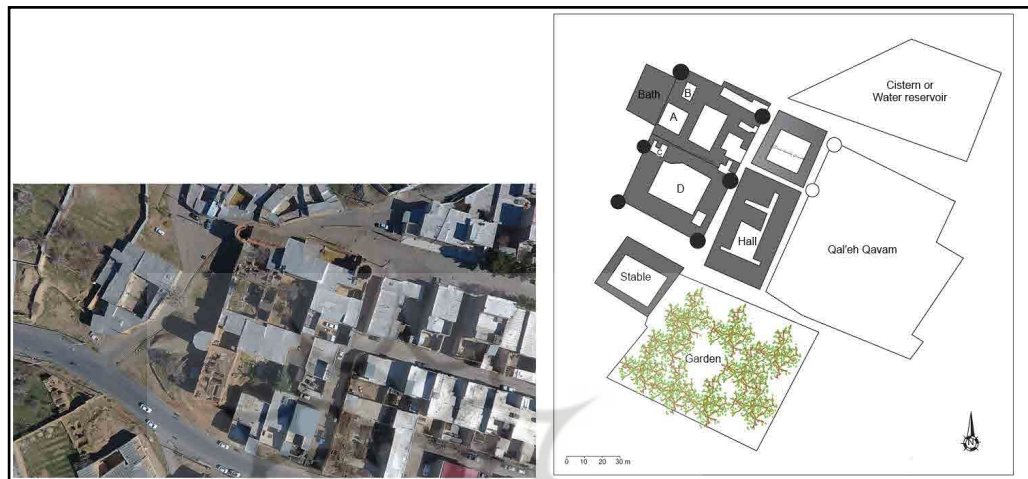 Cistern or
Water reservoir
Bath
B
A
C
D
Hall
Qal'eh Qavam
Stable
Garden
N
0 10 20 30 m